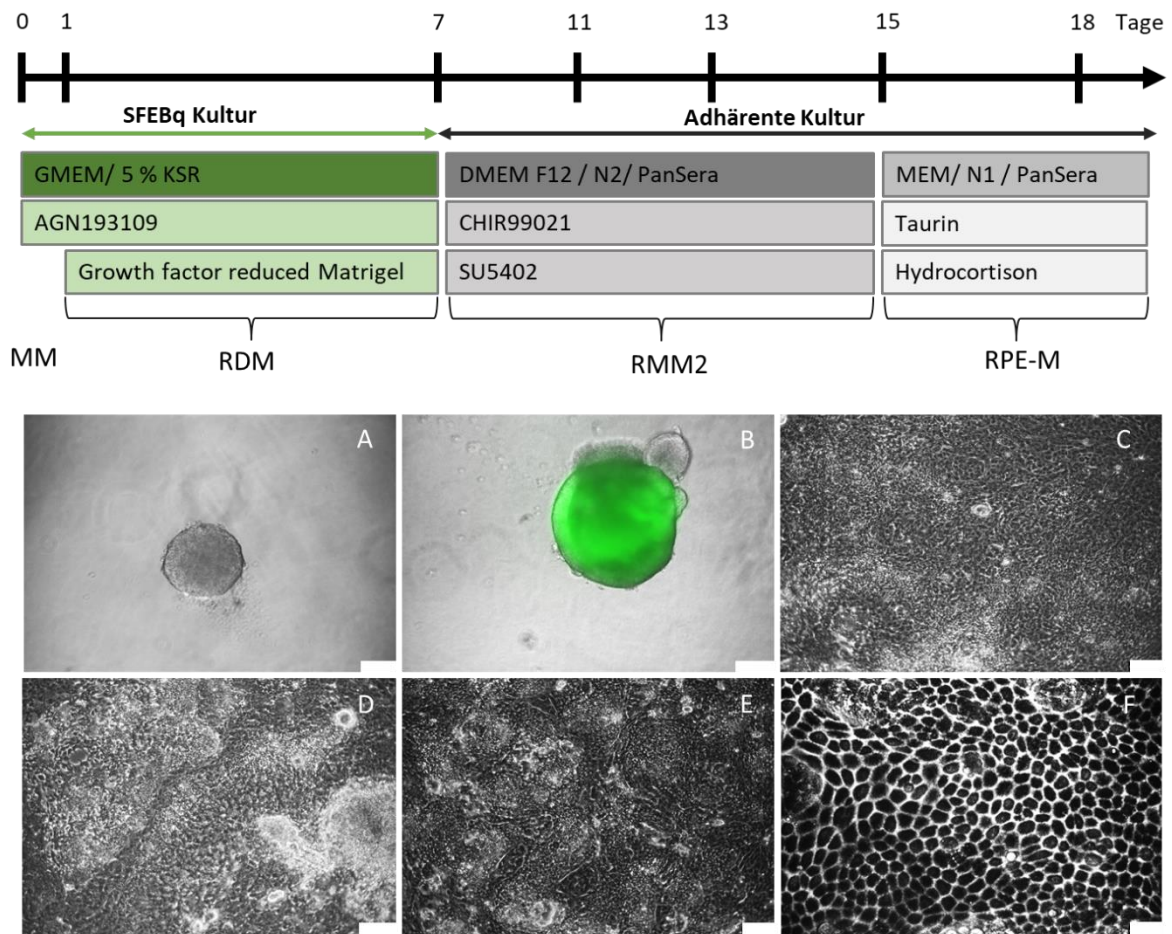 0 1 7 11 13 15 18 Tage
SFEBq Kultur Adhärente Kultur
GMEM/ 5 % KSR DMEM F12 / N2/ PanSera MEM/ N1 / PanSera
AGN193109 CHIR99021 Taurin
Growth factor reduced Matrigel SU5402 Hydrocortison
MM RDM RMM2 RPE-M
A B C
D E F